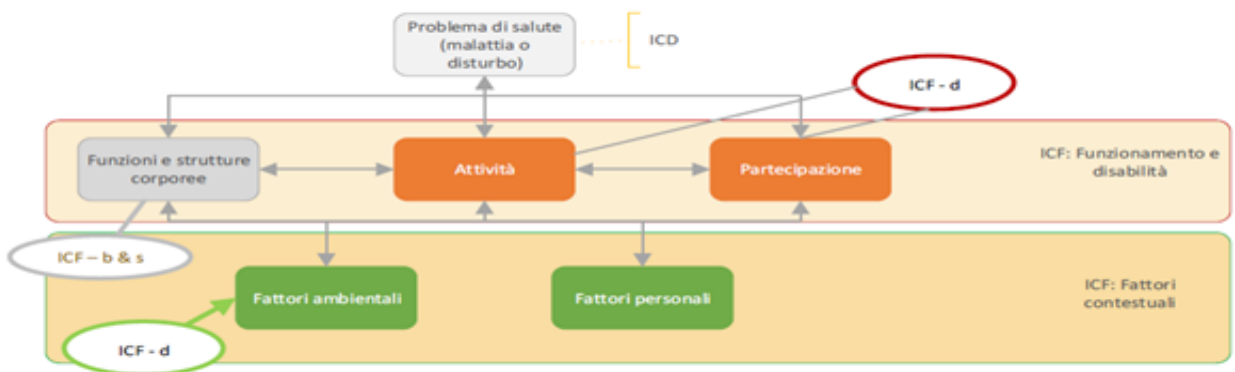 Problema di salute
(malattia o
disturbo)
ICD
ICF - d
Funzioni e strutture
corporee
Attività
Partecipazione
ICF: Funzionamento e
disabilità
ICF – b & s
Fattori ambientali
Fattori personali
ICF: Fattori
contestuali
ICF - d